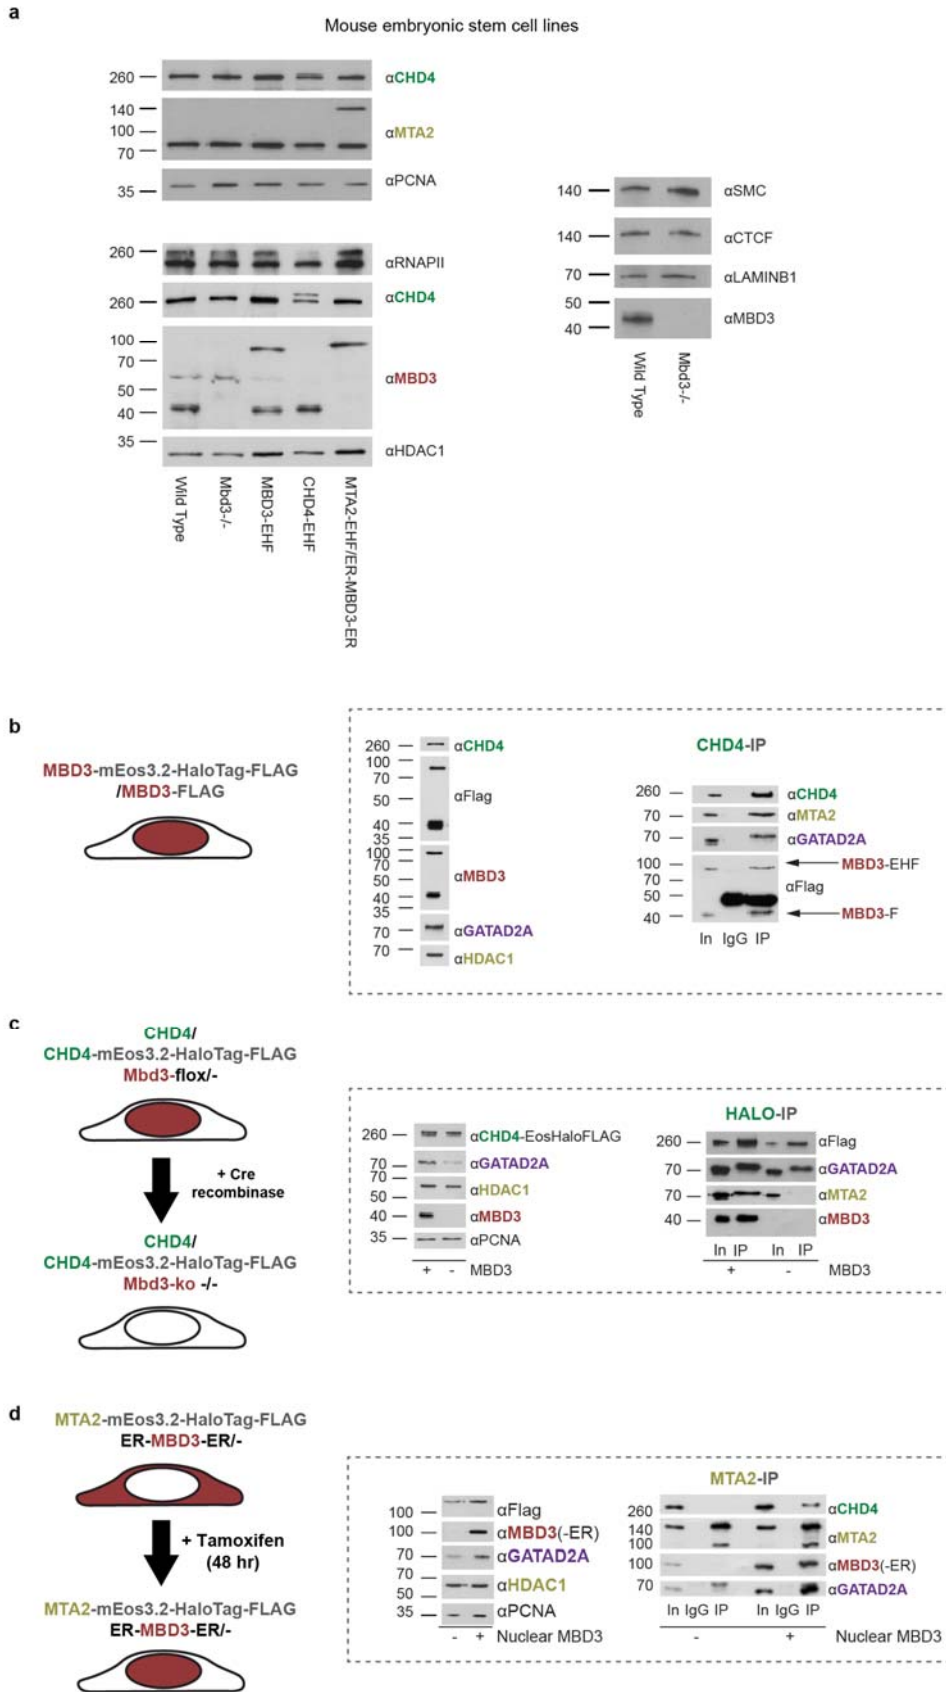 a
Mouse embryonic stem cell lines
260
αCHD4
140
100
70
αMTA2
35
αPCNA
260
αRNAPII
260
αCHD4
100
70
50
40
αMBD3
35
αHDAC1
Wild Type
Mbd3-/-
MBD3-EHF
CHD4-EHF
MTA2-EHF/ER-MBD3-ER
140
αSMC
140
αCTCF
70
αLAMINB1
50
40
αMBD3
Wild Type
Mbd3-/-
b
MBD3-mEos3.2-HaloTag-FLAG
/MBD3-FLAG
260
αCHD4
100
70
50
40
αFlag
35
100
70
50
40
35
αMBD3
70
αGATAD2A
70
αHDAC1
CHD4-IP
260
αCHD4
70
αMTA2
70
αGATAD2A
100
MBD3-EHF
70
50
αFlag
40
MBD3-F
In IgG IP
c
CHD4/
CHD4-mEos3.2-HaloTag-FLAG
Mbd3-flox/-
+ Cre
recombinase
CHD4/
CHD4-mEos3.2-HaloTag-FLAG
Mbd3-ko -/-
260
αCHD4-EosHaloFLAG
70
αGATAD2A
70
50
αHDAC1
40
αMBD3
35
αPCNA
+ - MBD3
HALO-IP
260
αFlag
70
αGATAD2A
70
αMTA2
40
αMBD3
In IP In IP
+ - MBD3
d
MTA2-mEos3.2-HaloTag-FLAG
ER-MBD3-ER/-
+ Tamoxifen
(48 hr)
MTA2-mEos3.2-HaloTag-FLAG
ER-MBD3-ER/-
100
αFlag
100
αMBD3(-ER)
70
αGATAD2A
70
50
αHDAC1
35
αPCNA
- + Nuclear MBD3
MTA2-IP
260
αCHD4
140
100
αMTA2
100
αMBD3(-ER)
70
αGATAD2A
In IgG IP In IgG IP
- + Nuclear MBD3